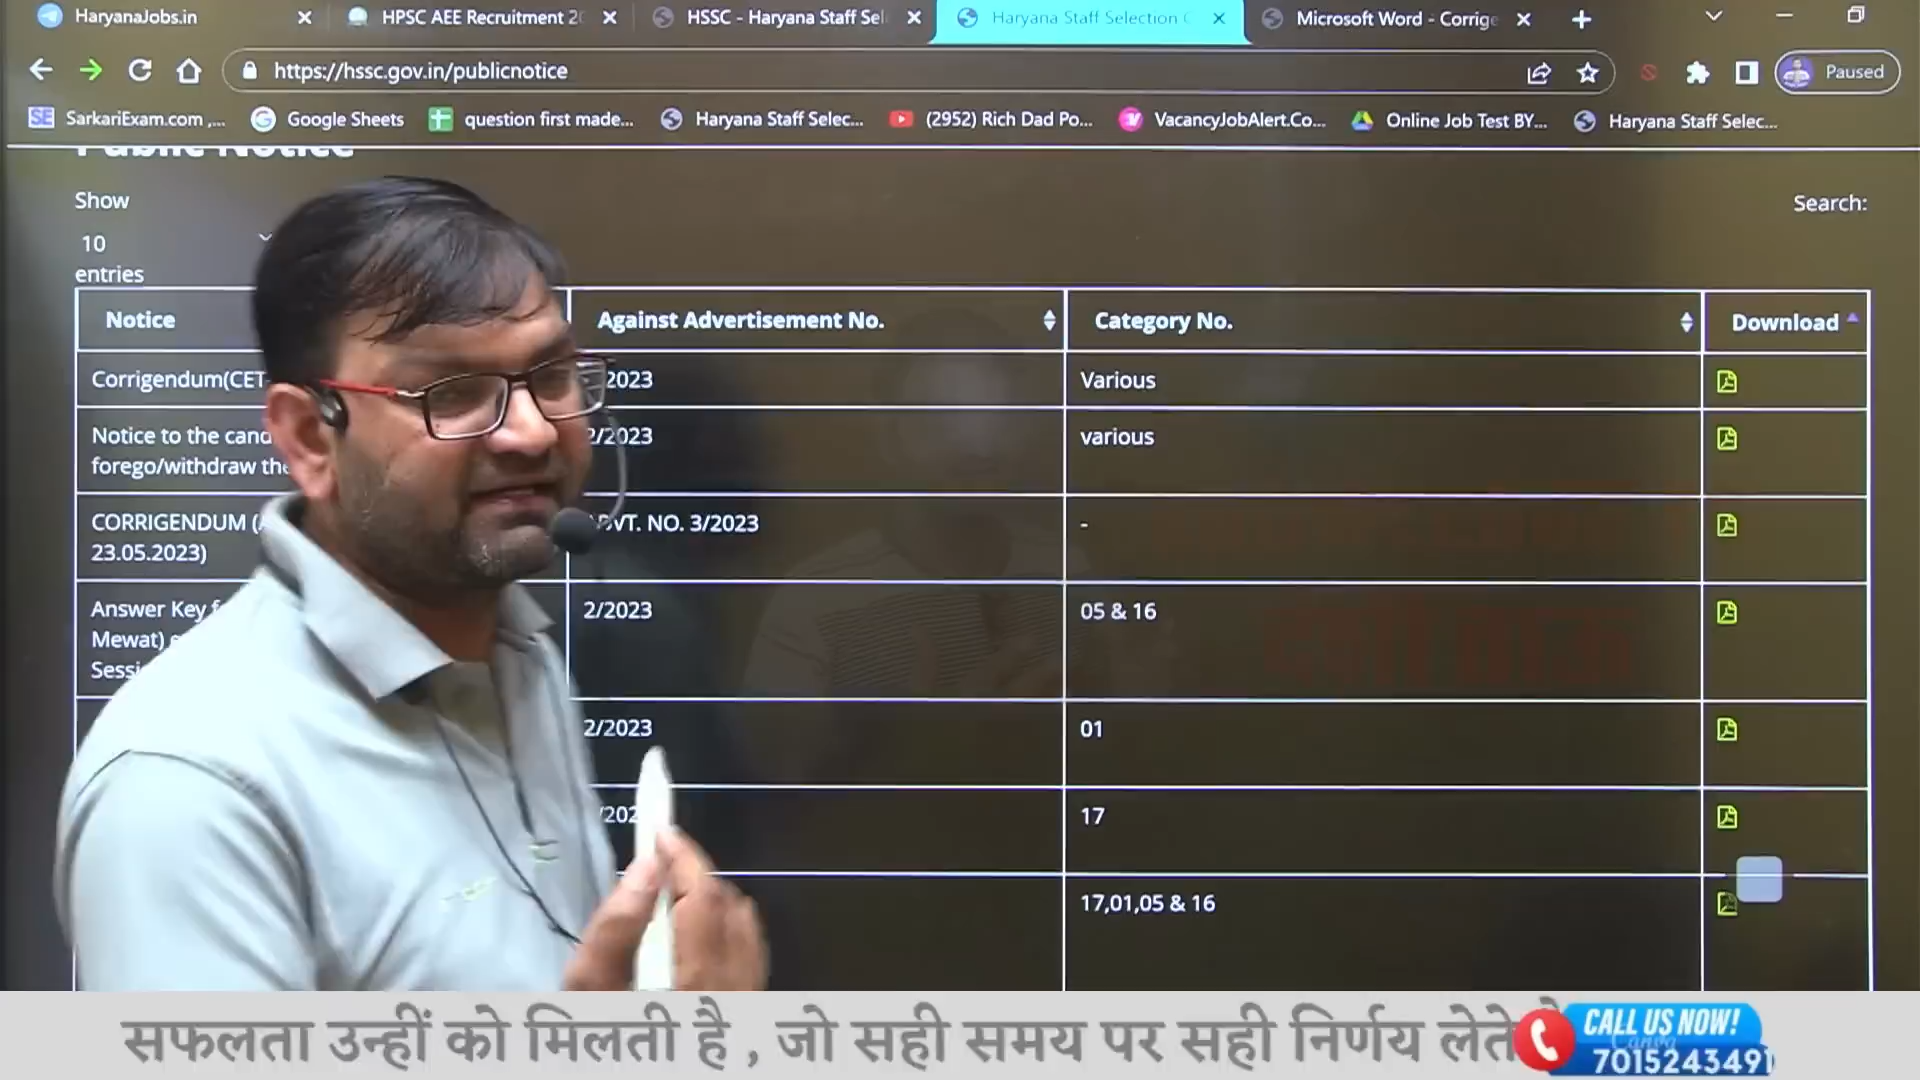 HaryanaJobs.in
HPSC AEE Recruitment 2
HSSC - Haryana Staff Sel
Haryana Staff Selection C
Microsoft Word - Corrige
https://hssc.gov.in/publicnotice
Paused
SarkariExam.com ,...
Google Sheets
question first made...
Haryana Staff Selec...
(2952) Rich Dad Po...
VacancyJobAlert.Co...
Online Job Test BY...
Haryana Staff Selec...
Public Notice
Show
Search:
10
entries
Notice
Against Advertisement No.
Category No.
Download
Corrigendum(CET-
2023
Various
Notice to the cand
forego/withdraw the
2/2023
various
CORRIGENDUM (
23.05.2023)
VT. NO. 3/2023
-
Answer Key f
Mewat)
Sessi
2/2023
05 & 16
2/2023
01
/202
17
17,01,05 & 16
सफलता उन्हीं को मिलती है , जो सही समय पर सही निर्णय लेते
CALL US NOW!
7015243491